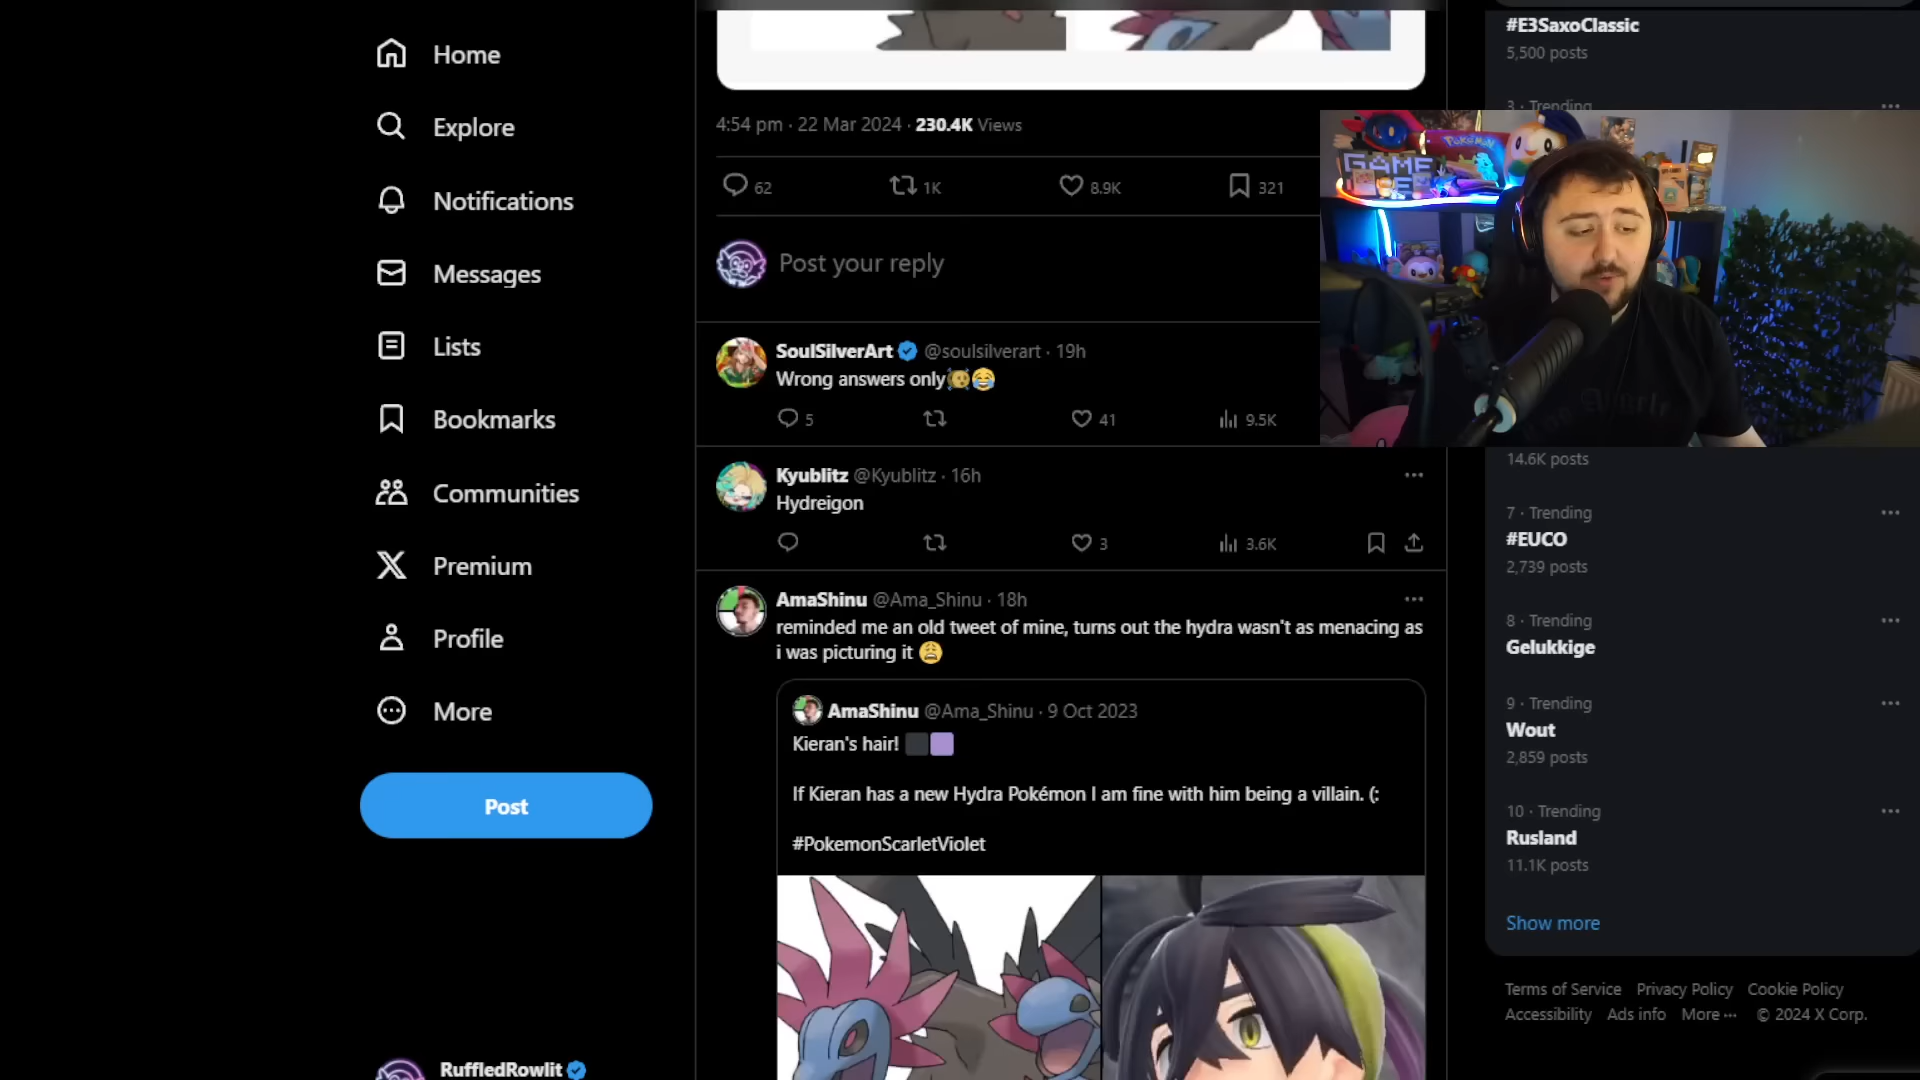 Home
Explore
Notifications
Messages
Lists
Bookmarks
Communities
Premium
Profile
More
Post
RuffledRowlit
4:54 pm · 22 Mar 2024 · 230.4K Views
62 1K 8.9K 321
Post your reply
SoulSilverArt @soulsilverart · 19h
Wrong answers only
5 41 9.5K
Kyublitz @Kyublitz · 16h
Hydreigon
3 3.6K
AmaShinu @Ama_Shinu · 18h
reminded me an old tweet of mine, turns out the hydra wasn't as menacing as
i was picturing it
AmaShinu @Ama_Shinu · 9 Oct 2023
Kieran's hair!
If Kieran has a new Hydra Pokémon I am fine with him being a villain. (:
#PokemonScarletViolet
#E3SaxoClassic
5,500 posts
3 · Trending
POKéMON
GAME
14.6K posts
7 · Trending
#EUCO
2,739 posts
8 · Trending
Gelukkige
9 · Trending
Wout
2,859 posts
10 · Trending
Rusland
11.1K posts
Show more
Terms of Service Privacy Policy Cookie Policy
Accessibility Ads info More ··· © 2024 X Corp.